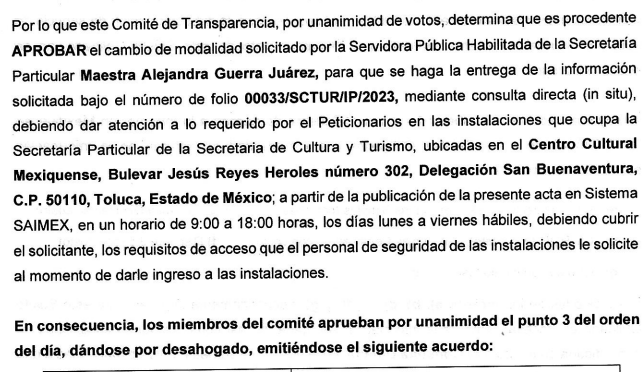 Por lo que este Comité de Transparencia, por unanimidad de votos, determina que es procedente
APROBAR el cambio de modalidad solicitado por la Servidora Pública Habilitada de la Secretaría
Particular Maestra Alejandra Guerra Juárez, para que se haga la entrega de la información
solicitada bajo el número de folio 00033/SCTUR/IP/2023, mediante consulta directa (in situ),
debiendo dar atención a lo requerido por el Peticionarios en las instalaciones que ocupa la
Secretaría Particular de la Secretaria de Cultura y Turismo, ubicadas en el Centro Cultural
Mexiquense, Bulevar Jesús Reyes Heroles número 302, Delegación San Buenaventura,
C.P. 50110, Toluca, Estado de México; a partir de la publicación de la presente acta en Sistema
SAIMEX, en un horario de 9:00 a 18:00 horas, los días lunes a viernes hábiles, debiendo cubrir
el solicitante, los requisitos de acceso que el personal de seguridad de las instalaciones le solicite
al momento de darle ingreso a las instalaciones.
En consecuencia, los miembros del comité aprueban por unanimidad el punto 3 del orden
del día, dándose por desahogado, emitiéndose el siguiente acuerdo: